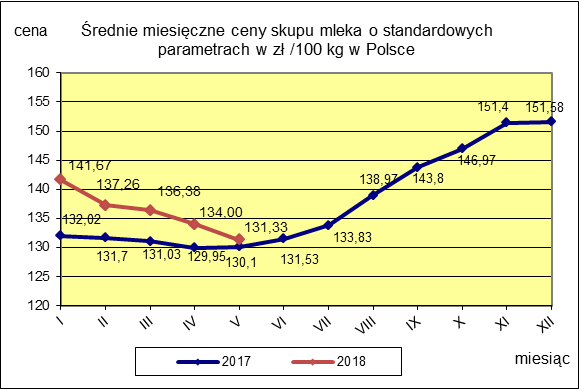 cena
Średnie miesięczne ceny skupu mleka o standardowych
parametrach w zł /100 kg w Polsce
160
155
150
145
140
135
130
125
120
141,67
137,26
136,38
134,00
131,33
132,02
131,7
131,03
129,95
130,1
131,53
133,83
138,97
143,8
146,97
151,4
151,58
I
II
III
IV
V
VI
VII
VIII
IX
X
XI
XII
miesiąc
2017
2018